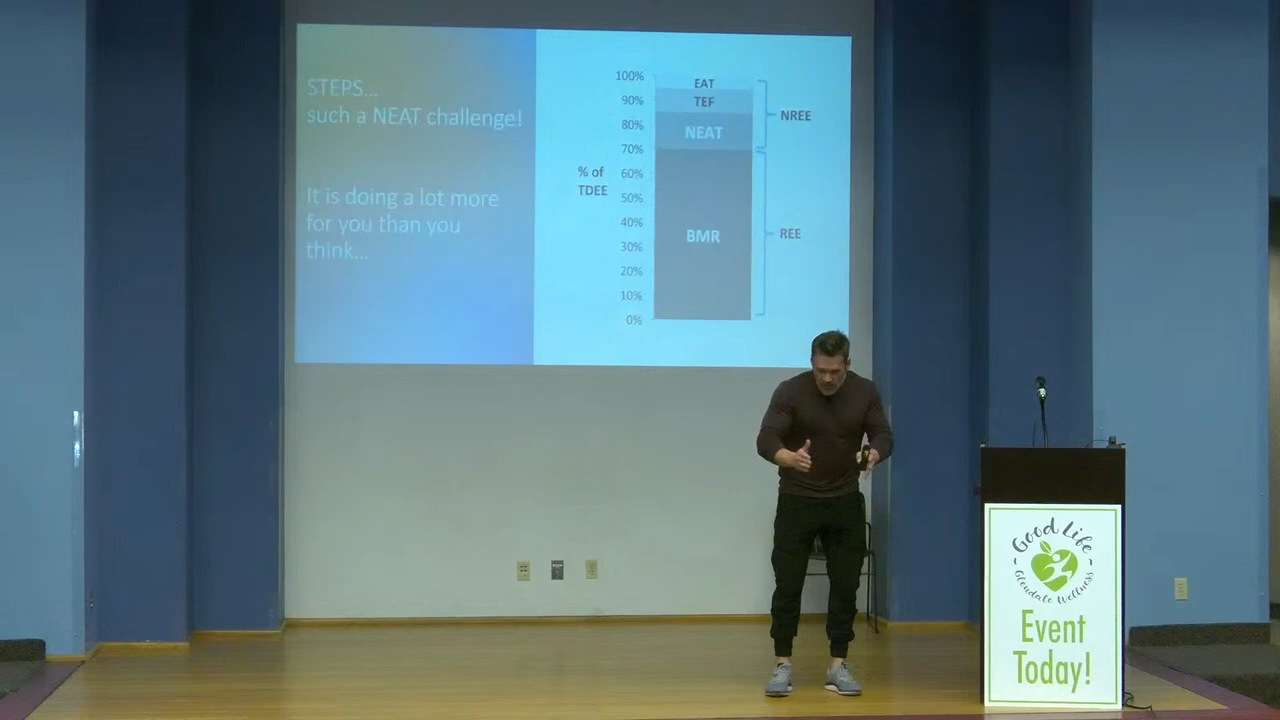 STEPS...
such a NEAT challenge!
It is doing a lot more
for you than you
think...
100%
90%
80%
70%
60%
50%
40%
30%
20%
10%
0%
% of
TDEE
EAT
TEF
NEAT
BMR
NREE
REE
Good Life
Glendale Wellness
Event
Today!